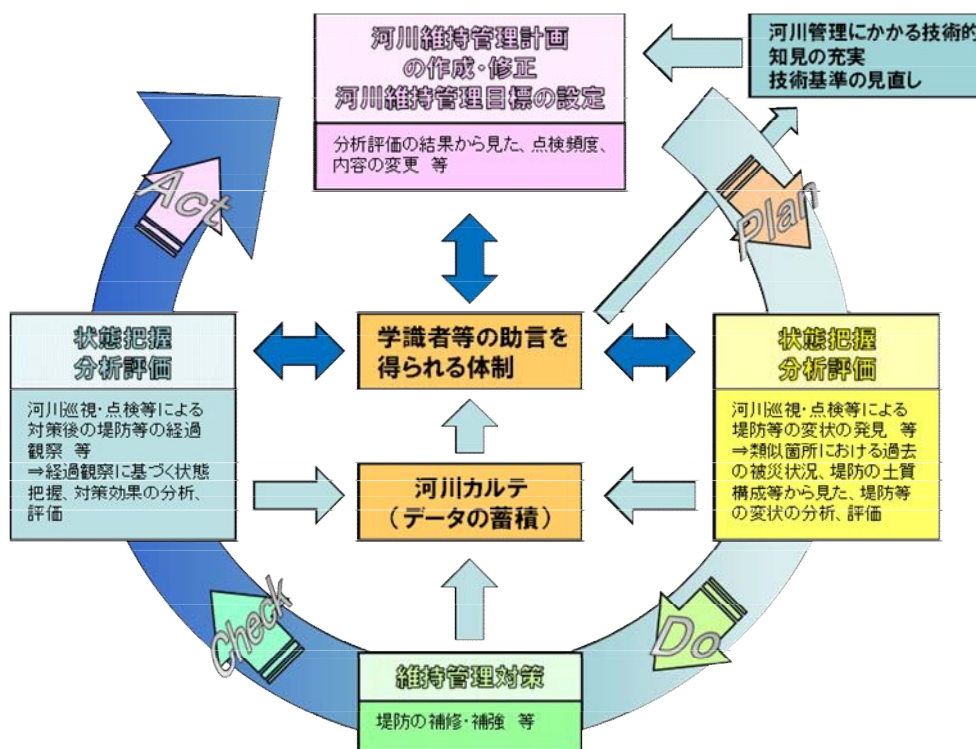 河川維持管理計画
の作成・修正
河川維持管理目標の設定
分析評価の結果から見た、点検頻度、
内容の変更 等
河川管理にかかる技術的
知見の充実
技術基準の見直し
Act
Plan
状態把握
分析評価
河川巡視・点検等による
対策後の堤防等の経過
観察 等
⇒経過観察に基づく状態
把握、対策効果の分析、
評価
学識者等の助言を
得られる体制
状態把握
分析評価
河川巡視・点検等による
堤防等の変状の発見 等
⇒類似箇所における過去
の被災状況、堤防の土質
構成等から見た、堤防等
の変状の分析、評価
河川カルテ
（データの蓄積）
Check
Do
維持管理対策
堤防の補修・補強 等